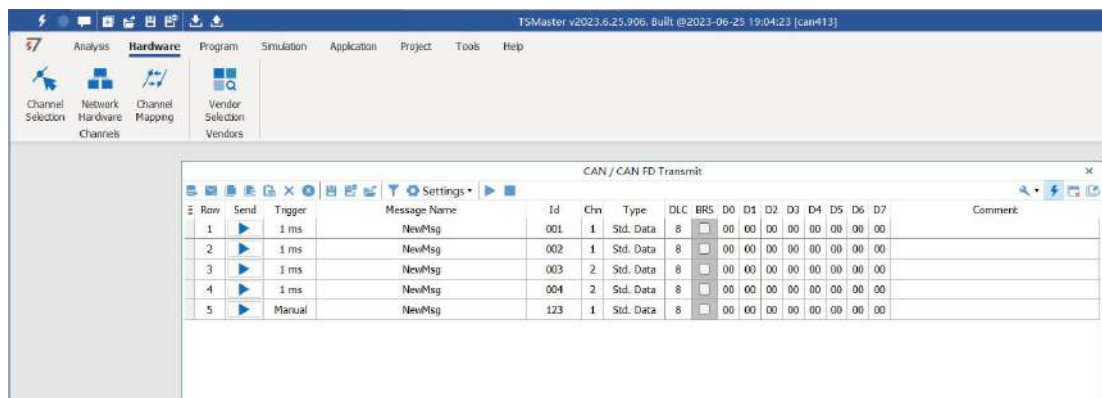 TSMaster v2023.6.25.906. Built @2023-06-25 19:04:23 [can413]
Analysis Hardware Program Simulation Application Project Tools Help
Channel Selection Network Hardware Channel Mapping Vendor Selection
Channels Vendors
CAN / CAN FD Transmit
Settings
Row Send Trigger Message Name Id Chn Type DLC BRS D0 D1 D2 D3 D4 D5 D6 D7 Comment
1 1 ms NewMsg 001 1 Std. Data 8 00 00 00 00 00 00 00 00
2 1 ms NewMsg 002 1 Std. Data 8 00 00 00 00 00 00 00 00
3 1 ms NewMsg 003 2 Std. Data 8 00 00 00 00 00 00 00 00
4 1 ms NewMsg 004 2 Std. Data 8 00 00 00 00 00 00 00 00
5 Manual NewMsg 123 1 Std. Data 8 00 00 00 00 00 00 00 00